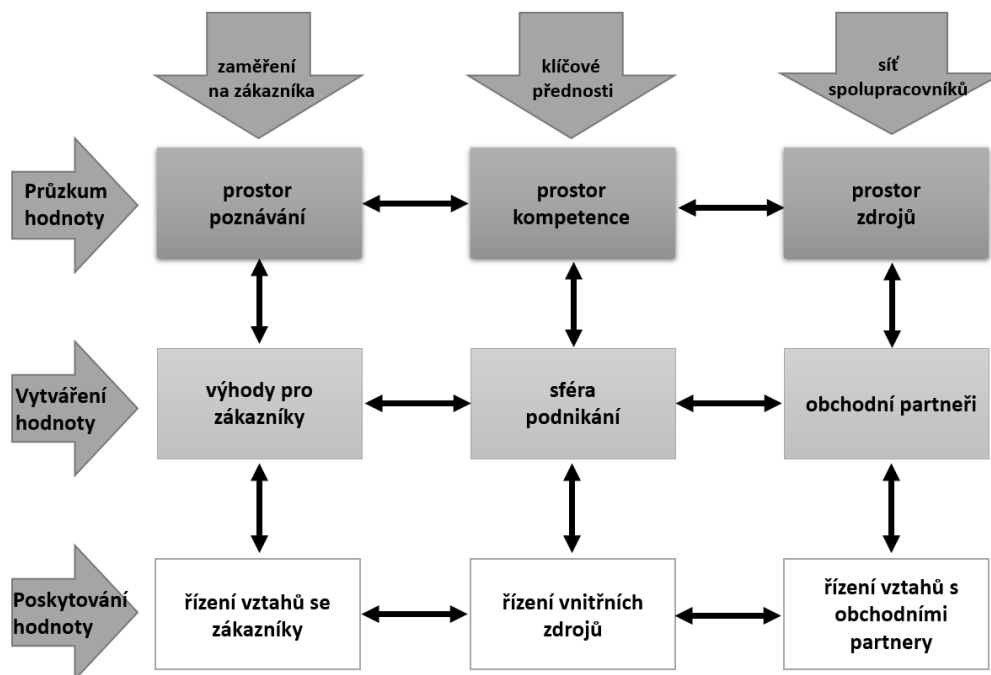 zaměření
na zákazníka
klíčové
přednosti
síť
spolupracovníků
Průzkum
hodnoty
prostor
poznávání
prostor
kompetence
prostor
zdrojů
Vytváření
hodnoty
výhody pro
zákazníky
sféra
podnikání
obchodní partneři
Poskytování
hodnoty
řízení vztahů se
zákazníky
řízení vnitřních
zdrojů
řízení vztahů s
obchodními
partnery